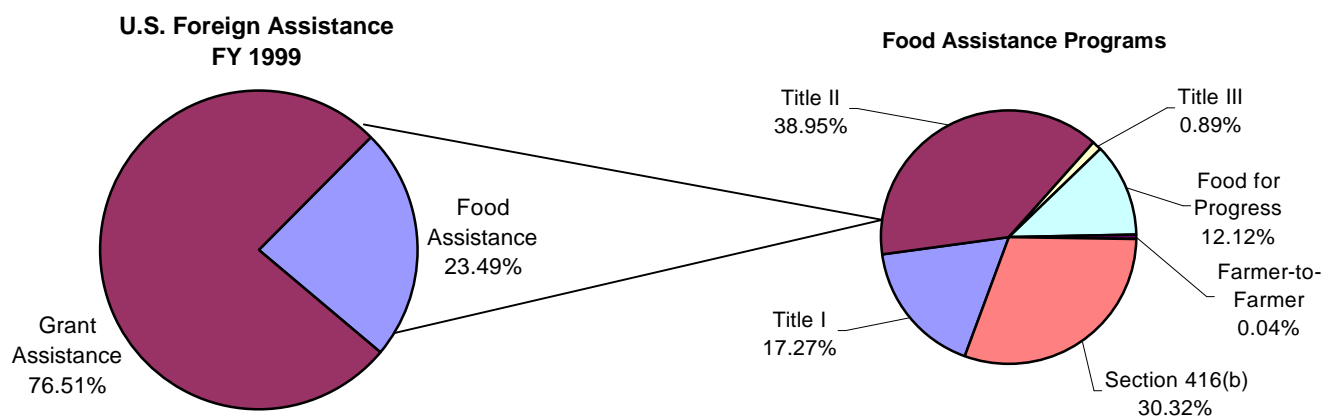 U.S. Foreign Assistance
FY 1999
Food
Assistance
23.49%
Grant
Assistance
76.51%
Food Assistance Programs
Title II
38.95%
Title III
0.89%
Food for
Progress
12.12%
Farmer-to-
Farmer
0.04%
Title I
17.27%
Section 416(b)
30.32%